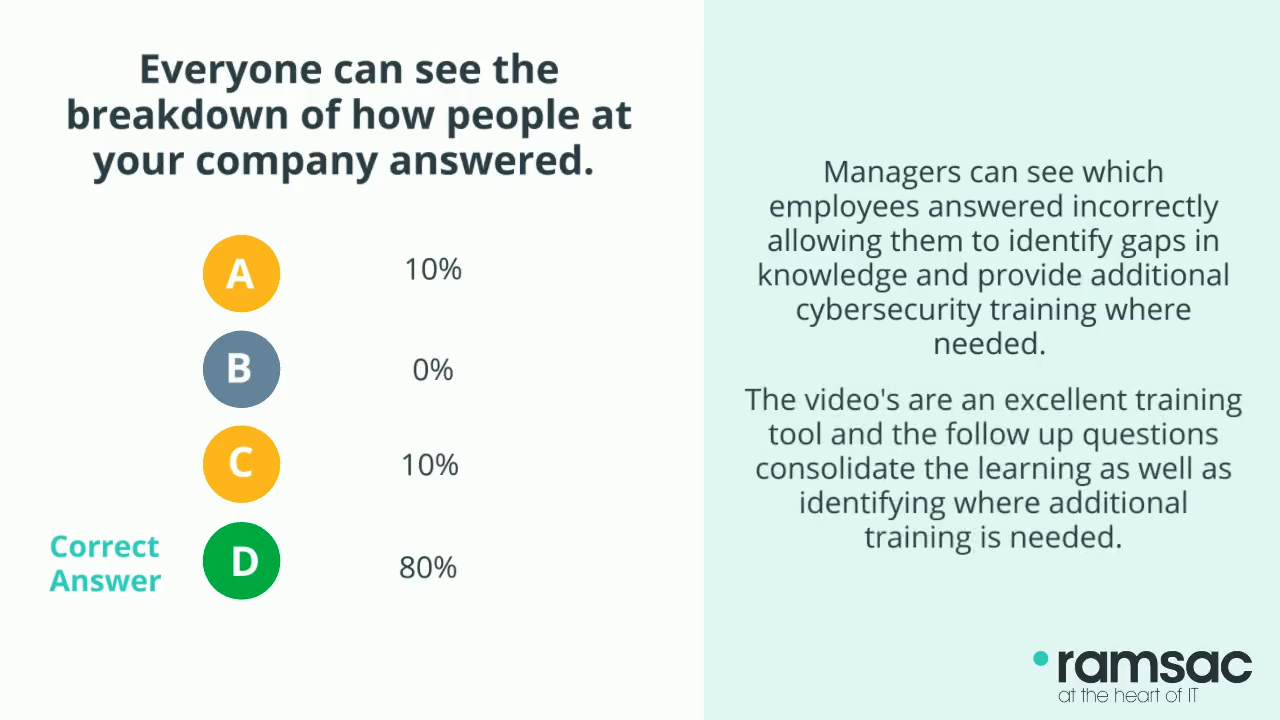 Everyone can see the
breakdown of how people at
your company answered.
A 10%
B 0%
C 10%
Correct
Answer
D 80%
Managers can see which
employees answered incorrectly
allowing them to identify gaps in
knowledge and provide additional
cybersecurity training where
needed.
The video's are an excellent training
tool and the follow up questions
consolidate the learning as well as
identifying where additional
training is needed.
ramsac
at the heart of IT